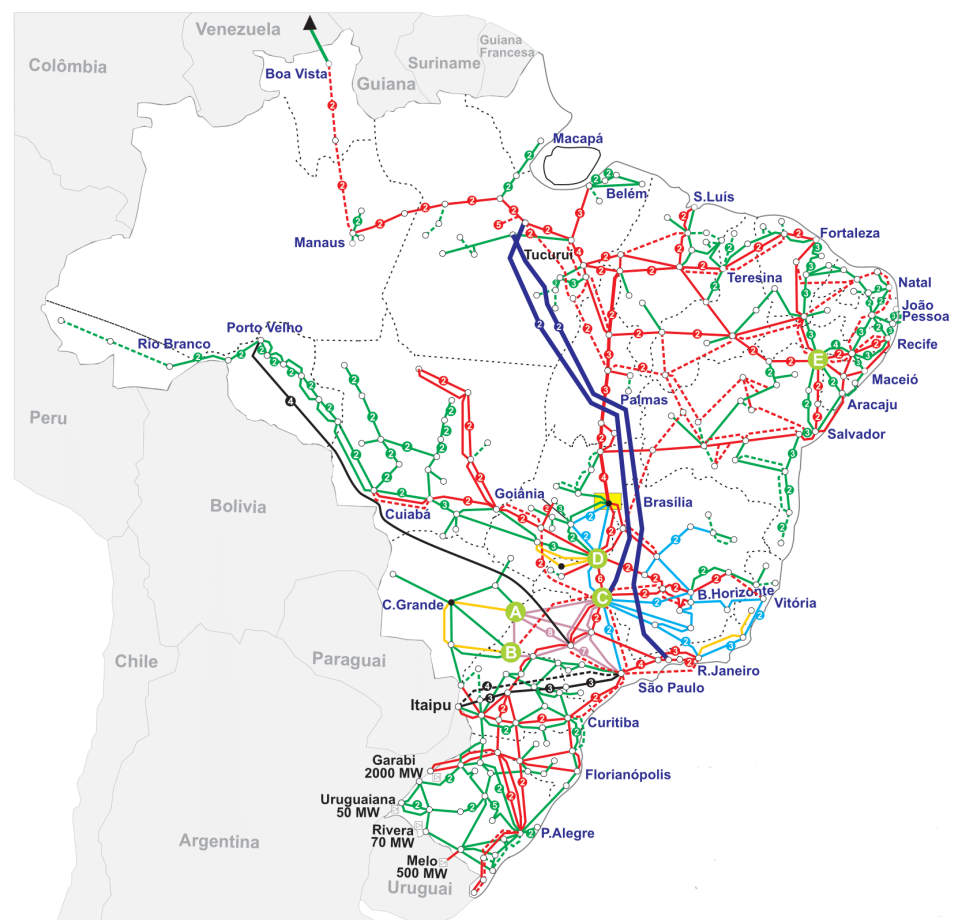 Venezuela
Guiana
Francesa
Colômbia
Suriname
Boa Vista
Guiana
Macapá
Belém
S.Luís
Manaus
Fortaleza
Tucuruí
Teresina
Natal
João
Pessoa
Porto Velho
Rio Branco
Recife
E
Maceió
Palmas
Aracaju
Peru
Salvador
Goiânia
Brasília
Bolivia
Cuiabá
D
B.Horizonte
C
Vitória
C.Grande
A
B
Chile
Paraguai
R.Janeiro
São Paulo
Itaipu
Curitiba
Garabi
2000 MW
Florianópolis
Uruguaiana
50 MW
Rivera
70 MW
P.Alegre
Argentina
Melo
500 MW
Uruguai